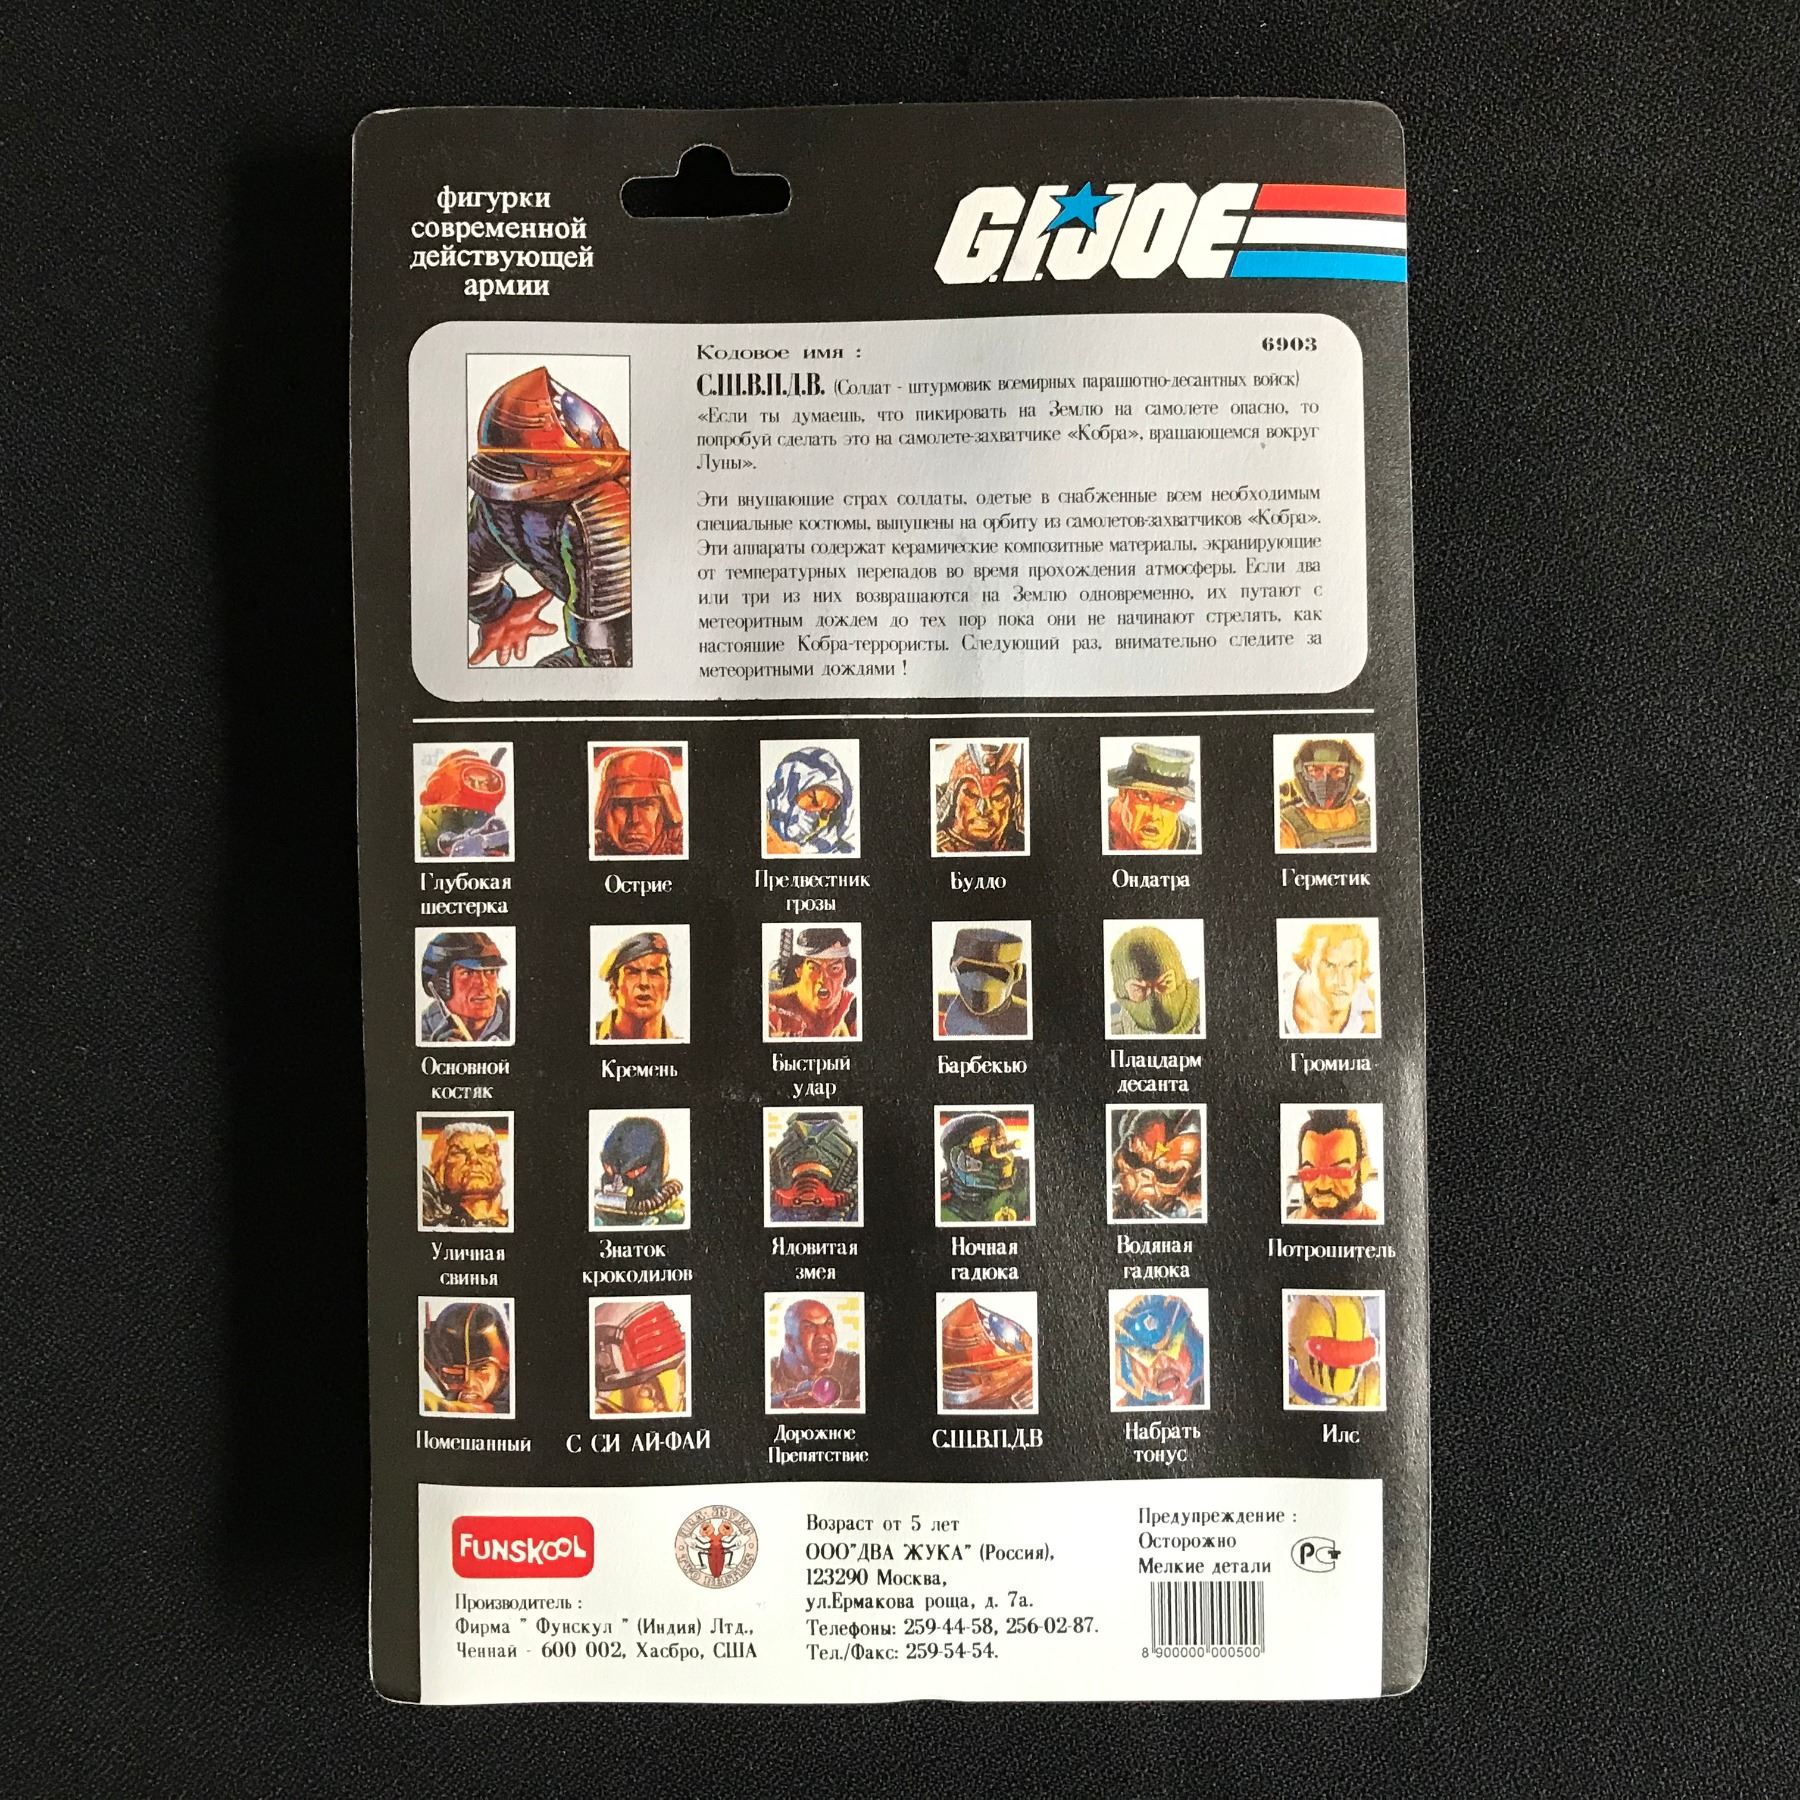 фигурки
современной
действующей
армии
G.I.JOE
Кодовое имя :
6903
С.Ш.В.П.Д.В. (Солдат - штурмовик всемирных парашютно-десантных войск)
«Если ты думаешь, что пикировать на Землю на самолете опасно, то
попробуй сделать это на самолете-захватчике «Кобра», вращающемся вокруг
Луны».
Эти внушающие страх солдаты, одетые в снабженные всем необходимым
специальные костюмы, выпущены на орбиту из самолетов-захватчиков «Кобра».
Эти аппараты содержат керамические композитные материалы, экранирующие
от температурных перепадов во время прохождения атмосферы. Если два
или три из них возвращаются на Землю одновременно, их путают с
метеоритным дождем до тех пор пока они не начинают стрелять, как
настоящие Кобра-террористы. Следующий раз, внимательно следите за
метеоритными дождями !
Глубокая
шестерка
Острие
Предвестник
грозы
Буддо
Ондатра
Герметик
Основной
костяк
Кремень
Быстрый
удар
Барбекью
Плацдарм
десанта
Громила
Уличная
свинья
Знаток
крокодилов
Ядовитая
змея
Ночная
гадюка
Водяная
гадюка
Потрошитель
Помешанный
С СИ АЙ-ФАЙ
Дорожное
Препятствие
С.Ш.В.П.Д.В
Набрать
тонус
Илс
FUNSKOOL
Производитель :
Фирма " Фунскул " (Индия) Лтд.,
Ченнай - 600 002, Хасбро, США
Возраст от 5 лет
ООО"ДВА ЖУКА" (Россия),
123290 Москва,
ул.Ермакова роща, д. 7а.
Телефоны: 259-44-58, 256-02-87.
Тел./Факс: 259-54-54.
Предупреждение :
Осторожно
Мелкие детали
8 900000 000500